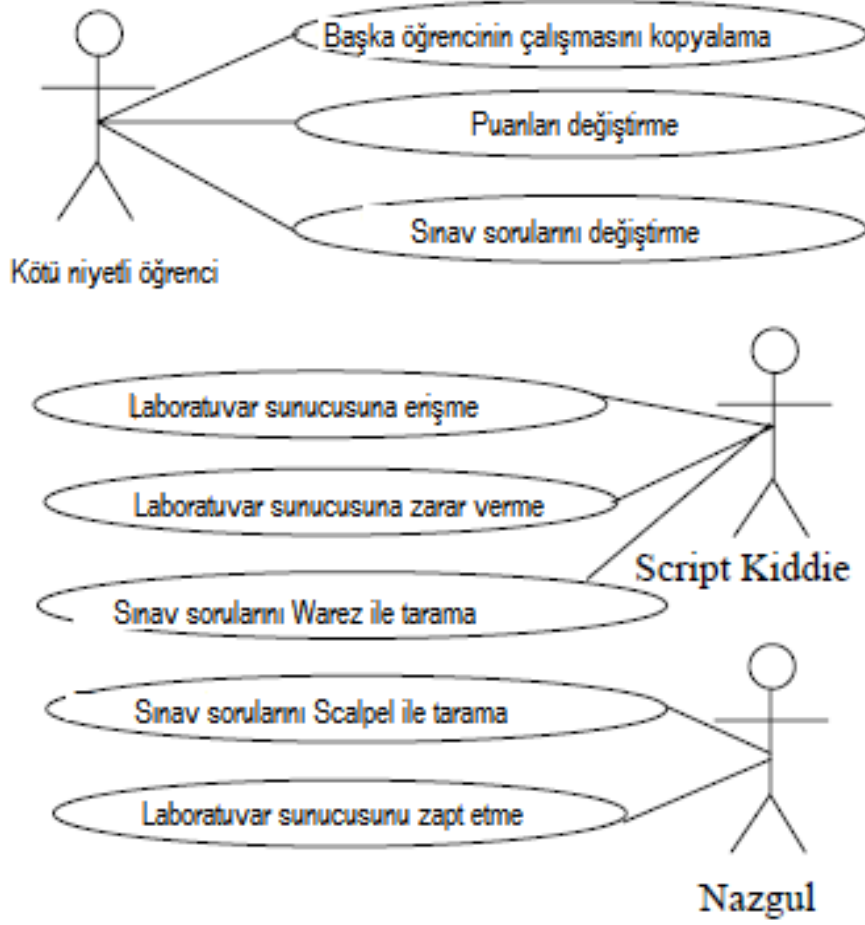 Başka öğrencinin çalışmasını kopyalama
Puanları değiştirme
Sınav sorularını değiştirme
Kötü niyetli öğrenci
Laboratuvar sunucusuna erişme
Laboratuvar sunucusuna zarar verme
Script Kiddie
Sınav sorularını Warez ile tarama
Sınav sorularını Scalpel ile tarama
Laboratuvar sunucusunu zapt etme
Nazgul